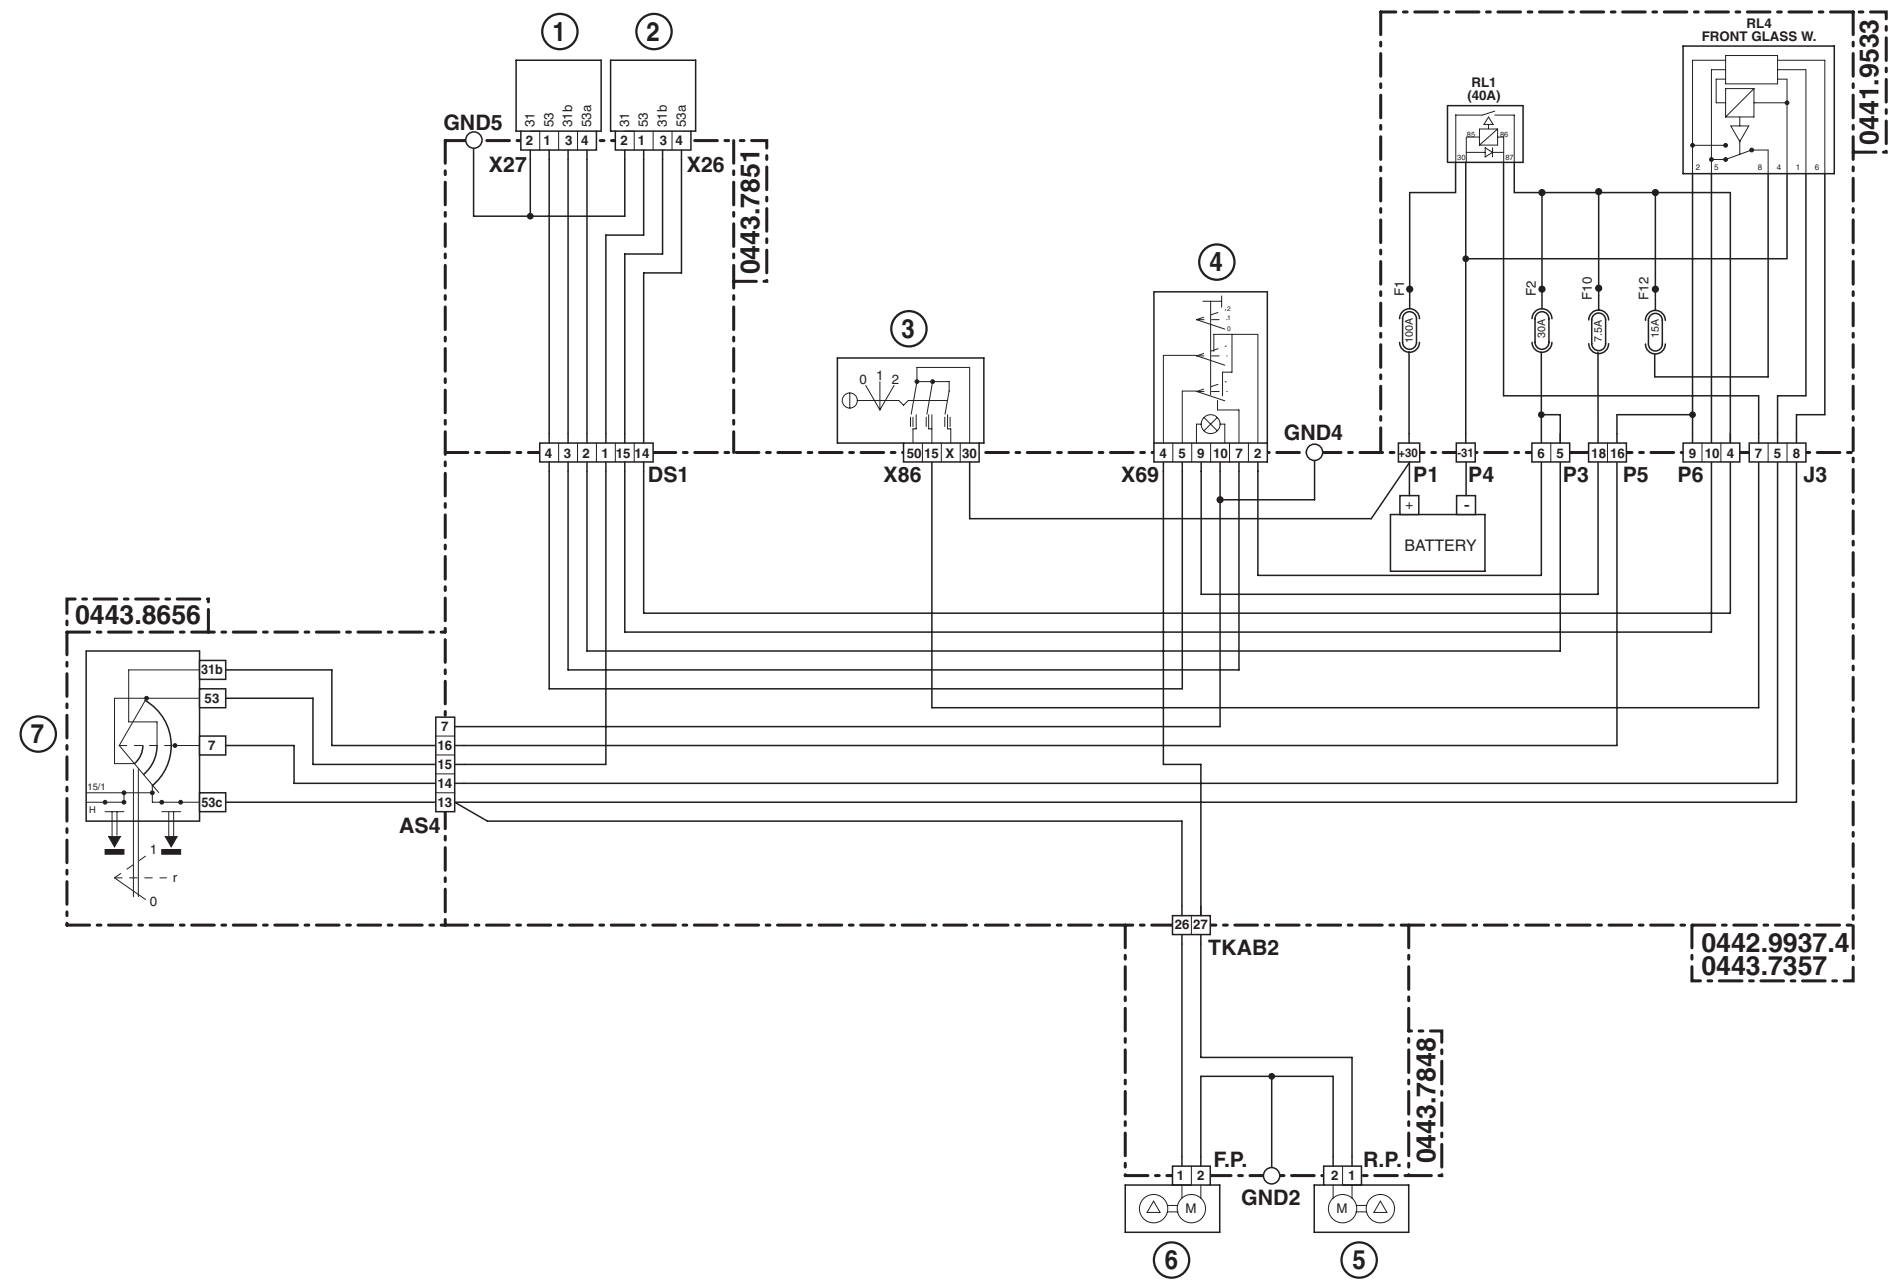 1 2
RL4
FRONT GLASS W.
0441.9533
RL1
(40A)
31 53 31b 53a
31 53 31b 53a
GND5
2 1 3 4
2 1 3 4
X27
X26
0443.7851
85 86
30 87
2 5 8 4 1 6
4
.2
.1
0
3
0 1 2
F1 F2 F10 F12
100A 30A 7.5A 15A
GND4
4 3 2 1 15 14
50 15 X 30
4 5 9 10 7 2
+30
-31
6 5
18 16
9 10 4
7 5 8
DS1
X86
X69
P1
P4
P3
P5
P6
J3
+ -
BATTERY
0443.8656
31b
53
7
7
53c
15/1
H
1
r
0
7
16
15
14
13
AS4
26 27
TKAB2
0442.9937.4
0443.7357
0443.7848
F.P.
R.P.
1 2
2 1
GND2
M
M
6
5